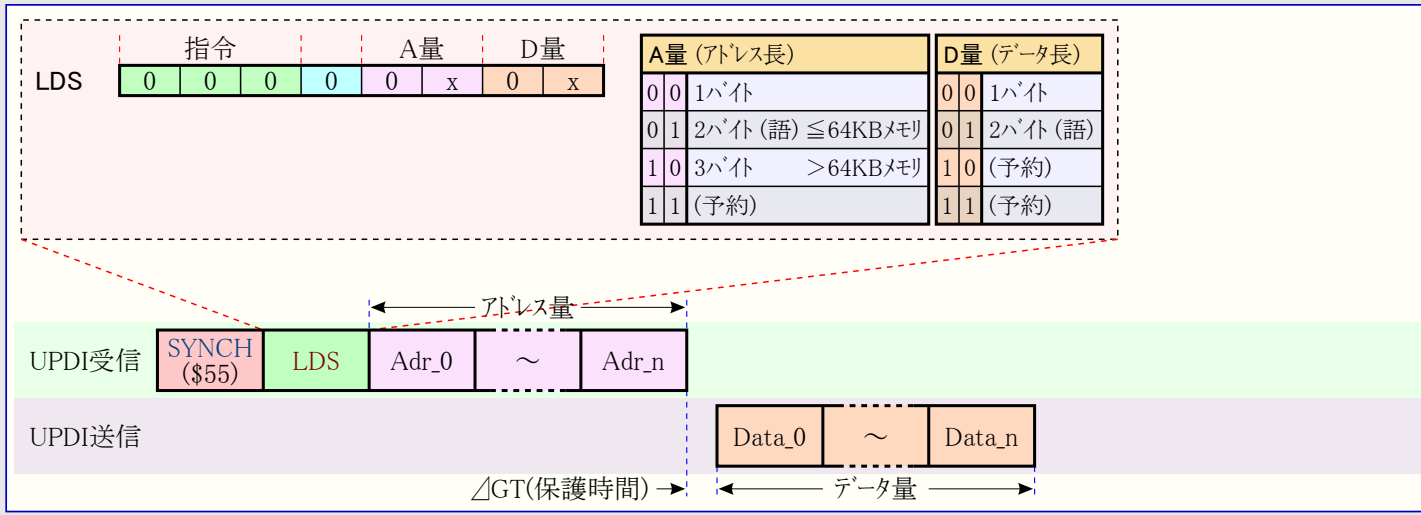 指令 A量 D量
LDS 0 0 0 0 0 x 0 x
A量 (アドレス長)
0 0 1バイト
0 1 2バイト (語) ≦64KBメモリ
1 0 3バイト >64KBメモリ
1 1 (予約)
D量 (データ長)
0 0 1バイト
0 1 2バイト (語)
1 0 (予約)
1 1 (予約)
アドレス量
UPDI受信 SYNCH ($55) LDS Adr_0 ～ Adr_n
UPDI送信 Data_0 ～ Data_n
⊿GT(保護時間) データ量